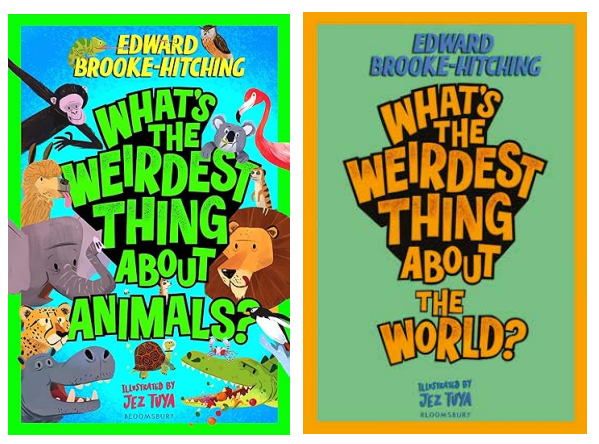 EDWARD
BROOKE-HITCHING
WHAT'S
THE
WEIRDEST
THING
ABOUT
ANIMALS?
ILLUSTRATED BY
JEZ TUYA
BLOOMSBURY
EDWARD
BROOKE-HITCHING
WHAT'S
THE
WEIRDEST
THING
ABOUT
THE
WORLD?
ILLUSTRATED BY
JEZ TUYA
BLOOMSBURY